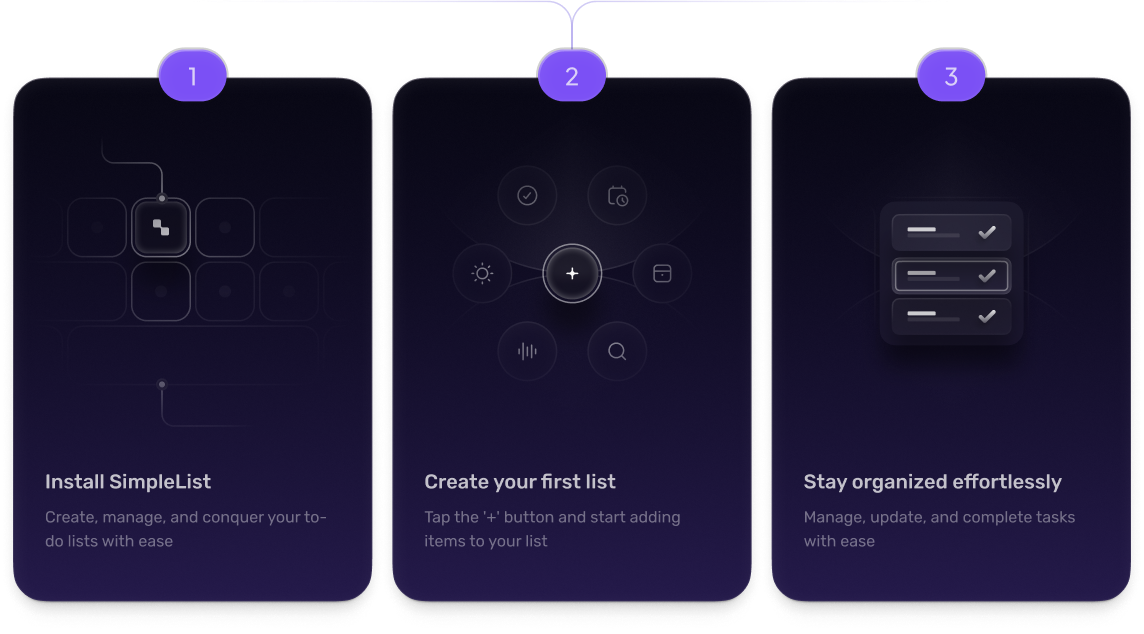 1
2
3
Install SimpleList
Create, manage, and conquer your to-
do lists with ease
Create your first list
Tap the '+' button and start adding
items to your list
Stay organized effortlessly
Manage, update, and complete tasks
with ease